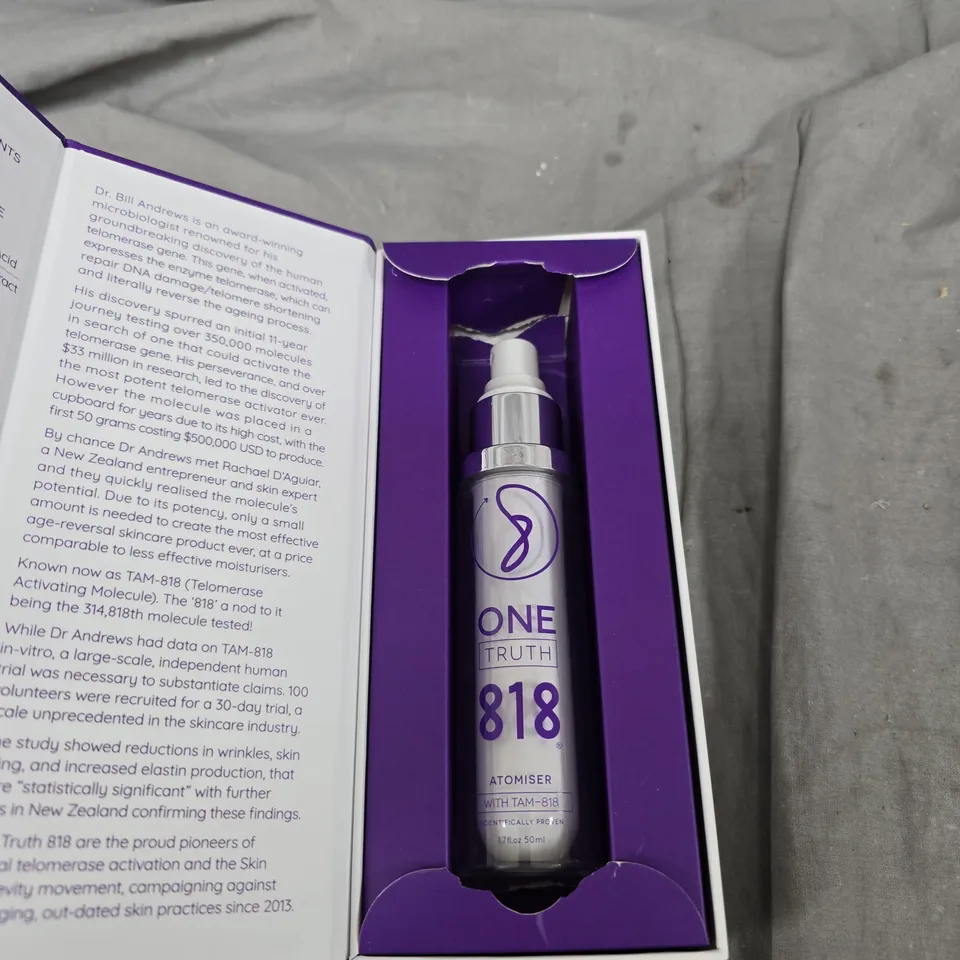 NTS
E
cid
ract
Dr. Bill Andrews is an award-winning
microbiologist renowned for his
groundbreaking discovery of the human
telomerase gene. This gene, when activated,
expresses the enzyme telomerase, which can
repair DNA damage/telomere shortening
and literally reverse the ageing process.
His discovery spurred an initial 11-year
journey testing over 350,000 molecules
in search of one that could activate the
telomerase gene. His perseverance, and over
$33 million in research, led to the discovery of
the most potent telomerase activator ever.
However the molecule was placed in a
cupboard for years due to its high cost, with the
first 50 grams costing $500,000 USD to produce.
By chance Dr Andrews met Rachael D'Aguiar,
a New Zealand entrepreneur and skin expert
and they quickly realised the molecule's
potential. Due to its potency, only a small
amount is needed to create the most effective
age-reversal skincare product ever, at a price
comparable to less effective moisturisers.
Known now as TAM-818 (Telomerase
Activating Molecule). The '818' a nod to it
being the 314,818th molecule tested!
While Dr Andrews had data on TAM-818
in-vitro, a large-scale, independent human
trial was necessary to substantiate claims. 100
volunteers were recruited for a 30-day trial, a
cale unprecedented in the skincare industry.
e study showed reductions in wrinkles, skin
ing, and increased elastin production, that
re "statistically significant" with further
s in New Zealand confirming these findings.
Truth 818 are the proud pioneers of
al telomerase activation and the Skin
evity movement, campaigning against
ging, out-dated skin practices since 2013.
ONE
TRUTH
818
®
ATOMISER
WITH TAM-818
SCIENTIFICALLY PROVEN
1.7fl.oz 50ml